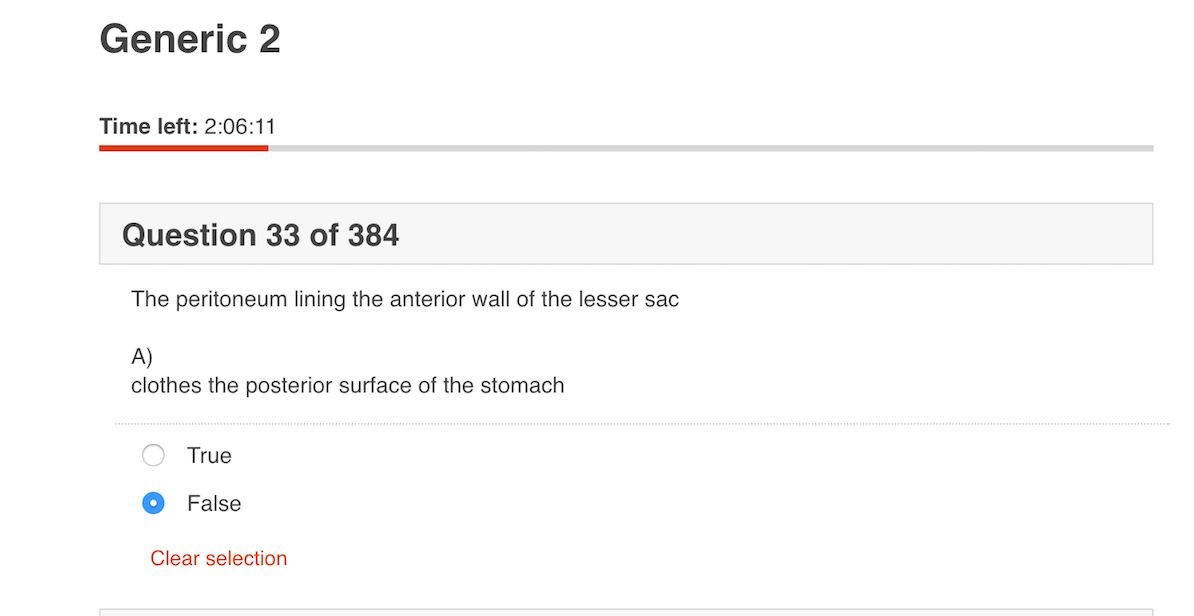 Generic 2
Time left: 2:06:11
Question 33 of 384
The peritoneum lining the anterior wall of the lesser sac
A)
clothes the posterior surface of the stomach
True
False
Clear selection